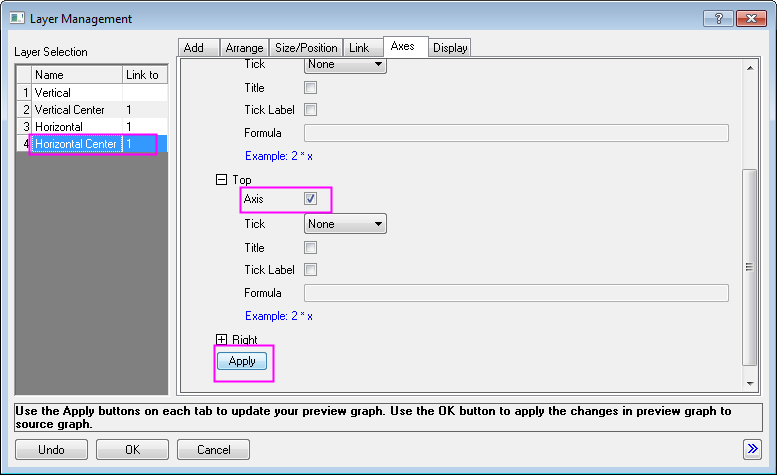 Layer Management
Layer Selection
Name Link to
1 Vertical
2 Vertical Center 1
3 Horizontal 1
4 Horizontal Center 1
Add Arrange Size/Position Link Axes Display
Tick None
Title
Tick Label
Formula
Example: 2 * x
Top
Axis
Tick None
Title
Tick Label
Formula
Example: 2 * x
Right
Apply
Use the Apply buttons on each tab to update your preview graph. Use the OK button to apply the changes in preview graph to
source graph.
Undo OK Cancel